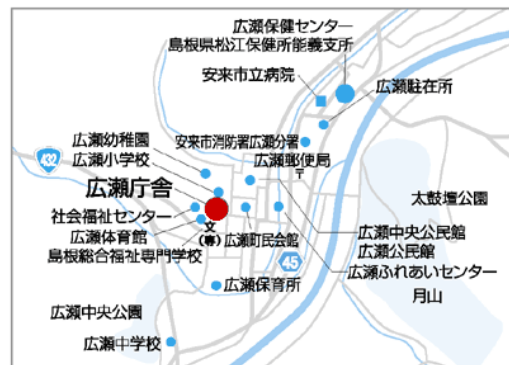 広瀬保健センター
島根県松江保健所能義支所
安来市立病院
広瀬駐在所
広瀬幼稚園
安来市消防署広瀬分署
広瀬小学校
広瀬郵便局
〒
432
広瀬庁舎
太鼓壇公園
社会福祉センター
広瀬体育館
文
(専)
広瀬町民会館
広瀬中央公民館
広瀬公民館
島根総合福祉専門学校
45
広瀬ふれあいセンター
広瀬保育所
月山
広瀬中央公園
広瀬中学校